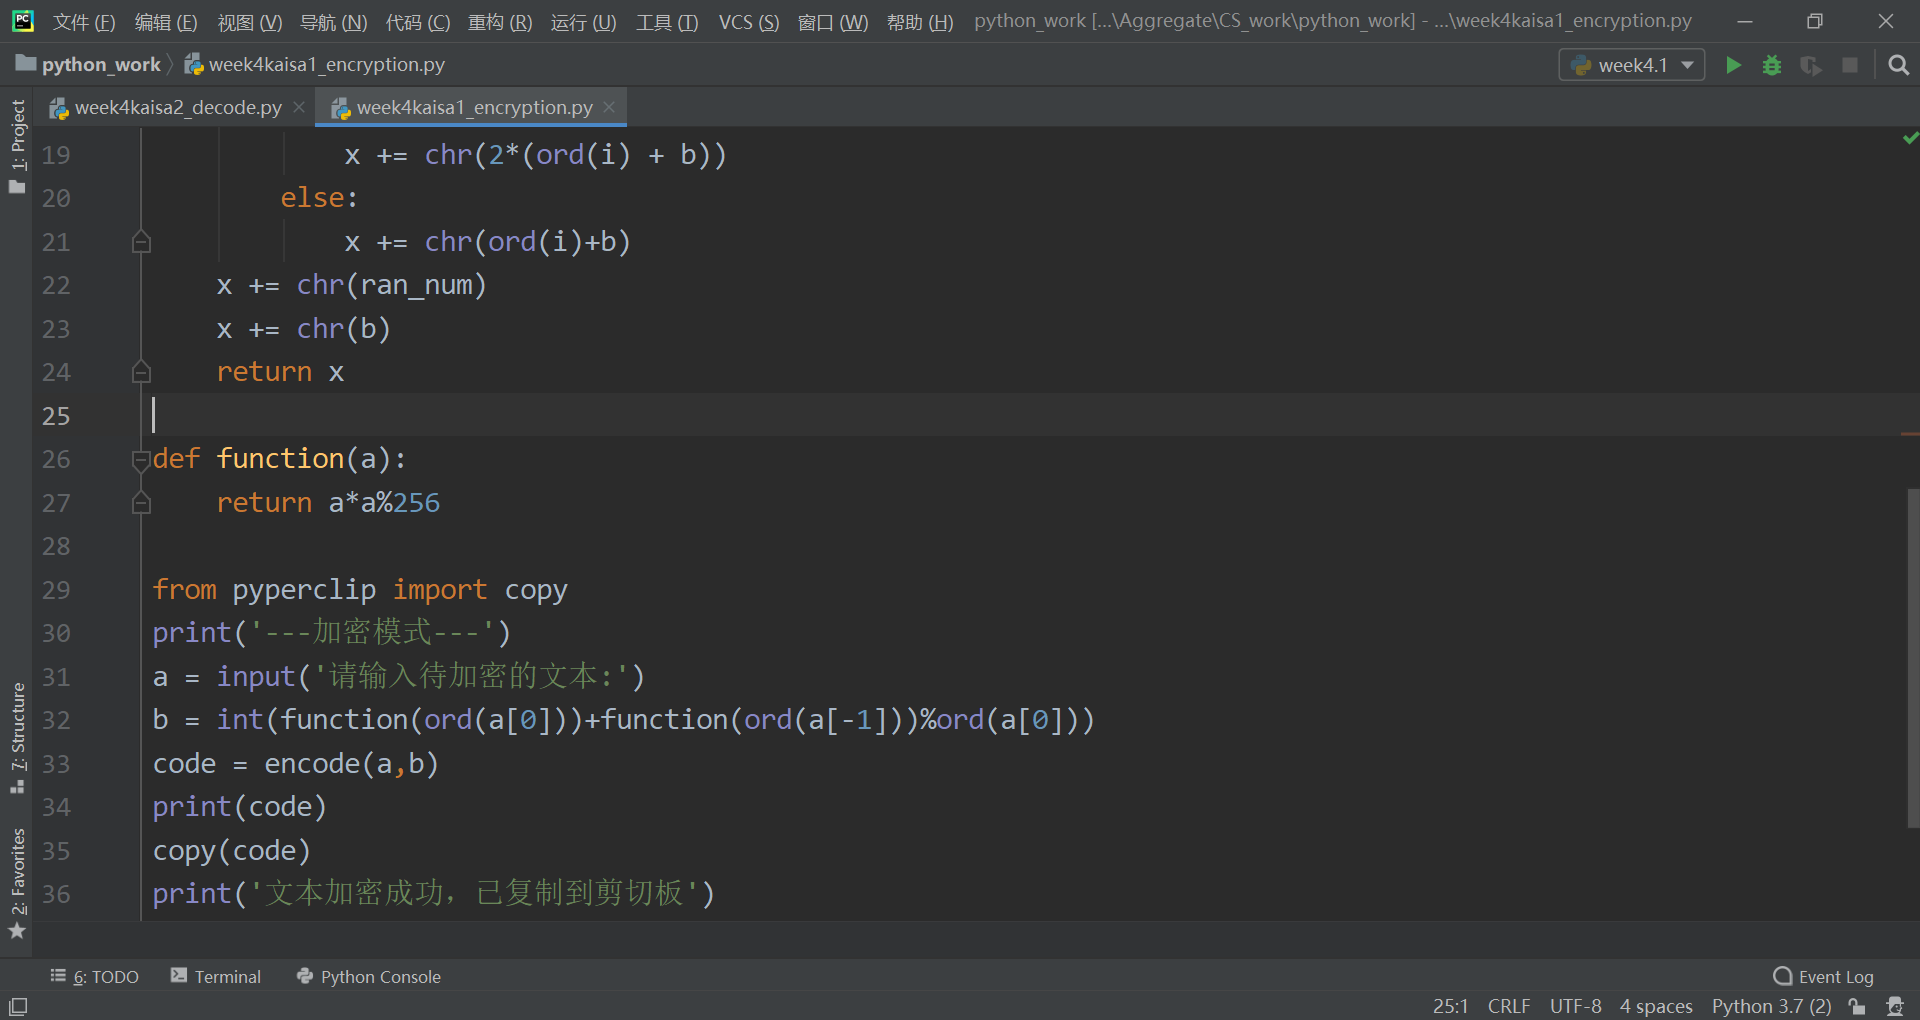 文件 (F) 编辑 (E) 视图 (V) 导航 (N) 代码 (C) 重构 (R) 运行 (U) 工具 (T) VCS (S) 窗口 (W) 帮助 (H) python_work [...\Aggregate\CS_work\python_work] - ...\week4kaisa1_encryption.py
python_work week4kaisa1_encryption.py week4.1
week4kaisa2_decode.py week4kaisa1_encryption.py
1: Project
7: Structure
2: Favorites
19 x += chr(2*(ord(i) + b))
20 else:
21 x += chr(ord(i)+b)
22 x += chr(ran_num)
23 x += chr(b)
24 return x
25
26 def function(a):
27 return a*a%256
28
29 from pyperclip import copy
30 print('---加密模式---')
31 a = input('请输入待加密的文本:')
32 b = int(function(ord(a[0]))+function(ord(a[-1]))%ord(a[0]))
33 code = encode(a,b)
34 print(code)
35 copy(code)
36 print('文本加密成功，已复制到剪切板')
6: TODO Terminal Python Console Event Log
25:1 CRLF UTF-8 4 spaces Python 3.7 (2)